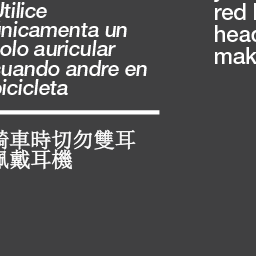 Utilice
unicamenta un
solo auricular
cuando andre en
bicicleta
騎車時切勿雙耳
佩戴耳機
red
head
mak